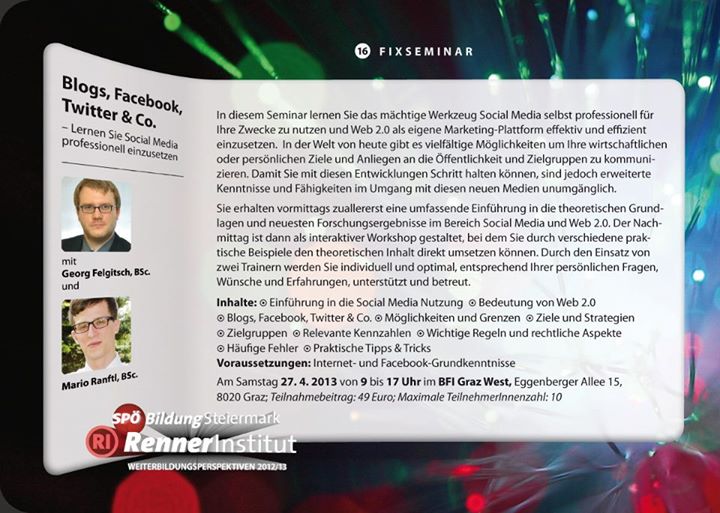 16 FIXSEMINAR
Blogs, Facebook,
Twitter & Co.
– Lernen Sie Social Media
professionell einzusetzen
mit
Georg Felgitsch, BSc.
und
Mario Ranftl, BSc.
In diesem Seminar lernen Sie das mächtige Werkzeug Social Media selbst professionell für
Ihre Zwecke zu nutzen und Web 2.0 als eigene Marketing-Plattform effektiv und effizient
einzusetzen. In der Welt von heute gibt es vielfältige Möglichkeiten um Ihre wirtschaftlichen
oder persönlichen Ziele und Anliegen an die Öffentlichkeit und Zielgruppen zu kommuni-
zieren. Damit Sie mit diesen Entwicklungen Schritt halten können, sind jedoch erweiterte
Kenntnisse und Fähigkeiten im Umgang mit diesen neuen Medien unumgänglich.
Sie erhalten vormittags zuallererst eine umfassende Einführung in die theoretischen Grund-
lagen und neuesten Forschungsergebnisse im Bereich Social Media und Web 2.0. Der Nach-
mittag ist dann als interaktiver Workshop gestaltet, bei dem Sie durch verschiedene prak-
tische Beispiele den theoretischen Inhalt direkt umsetzen können. Durch den Einsatz von
zwei Trainern werden Sie individuell und optimal, entsprechend Ihrer persönlichen Fragen,
Wünsche und Erfahrungen, unterstützt und betreut.
Inhalte: ⊙ Einführung in die Social Media Nutzung ⊙ Bedeutung von Web 2.0
⊙ Blogs, Facebook, Twitter & Co. ⊙ Möglichkeiten und Grenzen ⊙ Ziele und Strategien
⊙ Zielgruppen ⊙ Relevante Kennzahlen ⊙ Wichtige Regeln und rechtliche Aspekte
⊙ Häufige Fehler ⊙ Praktische Tipps & Tricks
Voraussetzungen: Internet- und Facebook-Grundkenntnisse
Am Samstag 27. 4. 2013 von 9 bis 17 Uhr im BFI Graz West, Eggenberger Allee 15,
8020 Graz; Teilnahmebeitrag: 49 Euro; Maximale TeilnehmerInnenzahl: 10
SPÖ BildungSteiermark
RI RennerInstitut
WEITERBILDUNGSPERSPEKTIVEN 2012/13